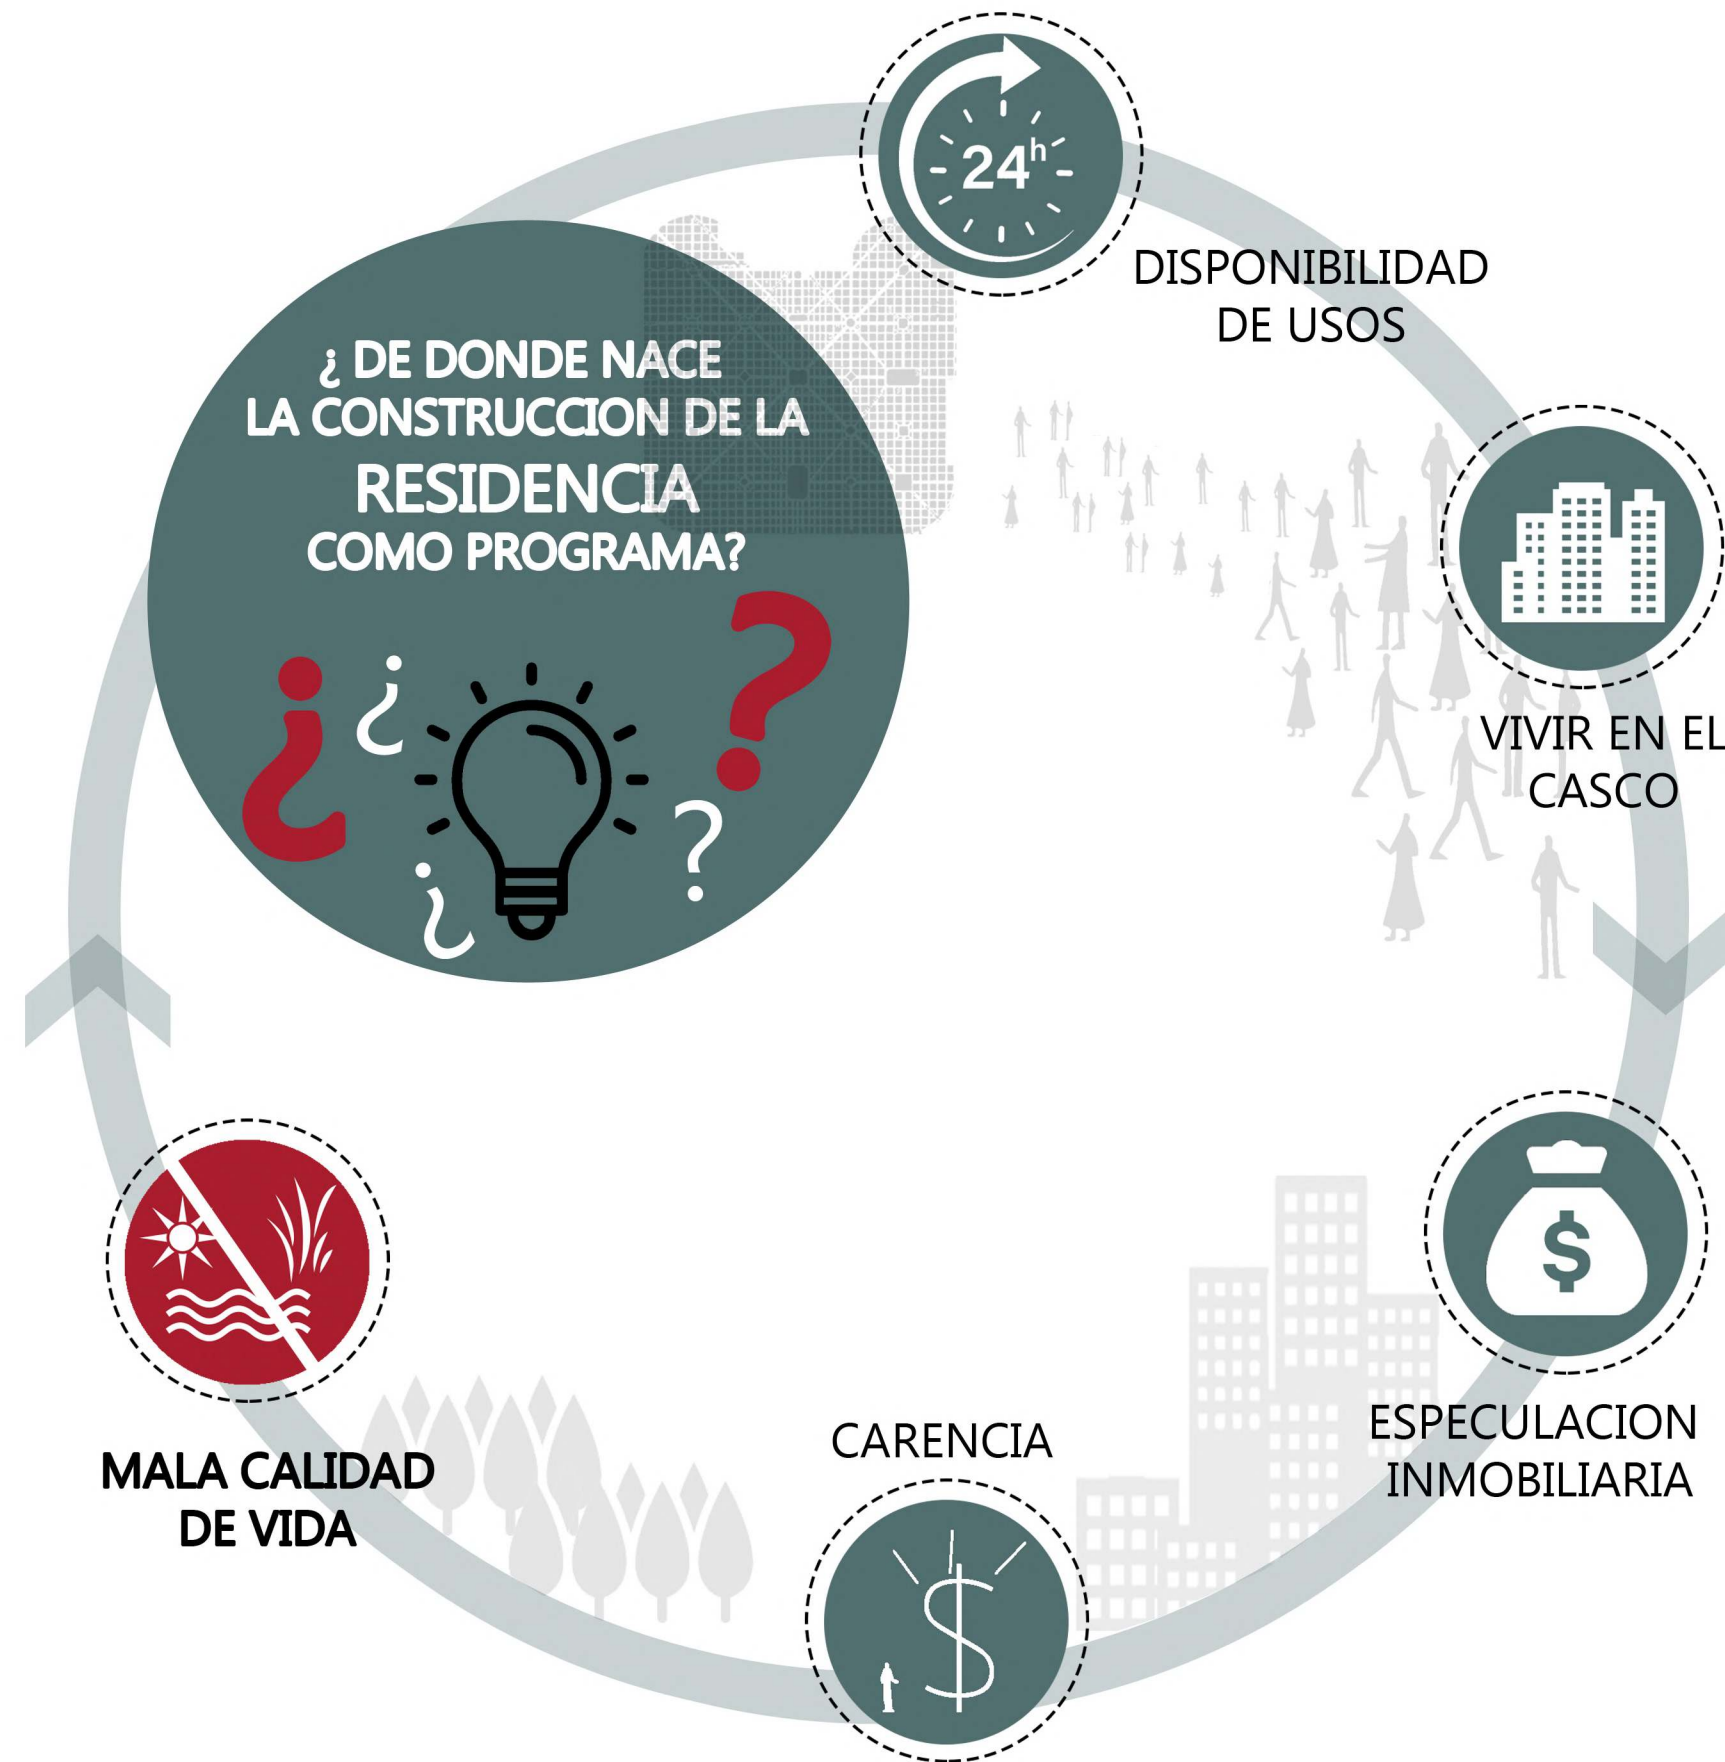 24h
DISPONIBILIDAD
DE USOS
¿ DE DONDE NACE
LA CONSTRUCCION DE LA
RESIDENCIA
COMO PROGRAMA?
¿ ¿ ?
¿ ?
VIVIR EN EL
CASCO
$
ESPECULACION
INMOBILIARIA
CARENCIA
$
MALA CALIDAD
DE VIDA